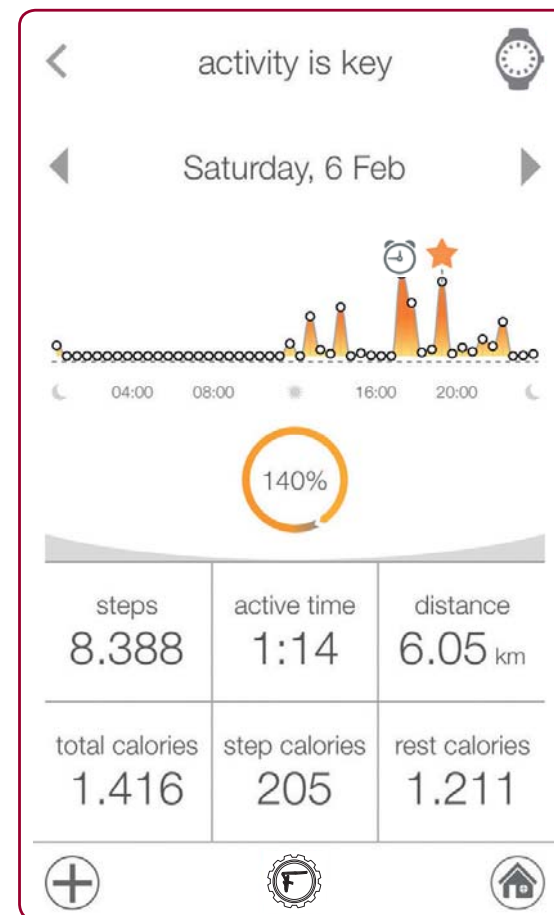 activity is key
Saturday, 6 Feb
04:00 08:00 16:00 20:00
140%
steps active time distance
8.388 1:14 6.05 km
total calories step calories rest calories
1.416 205 1.211
F